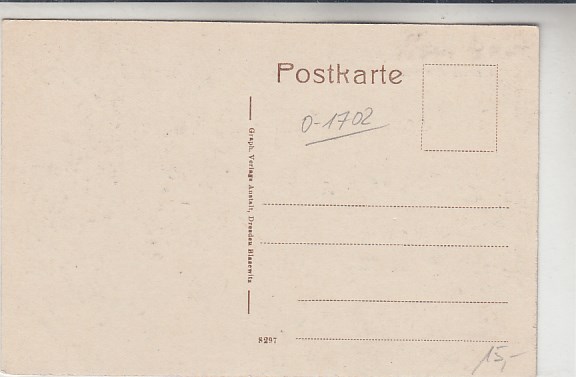 Postkarte
0-1702
Graph. Verlags Anstalt, Dresden Blasewitz
8297
15,-